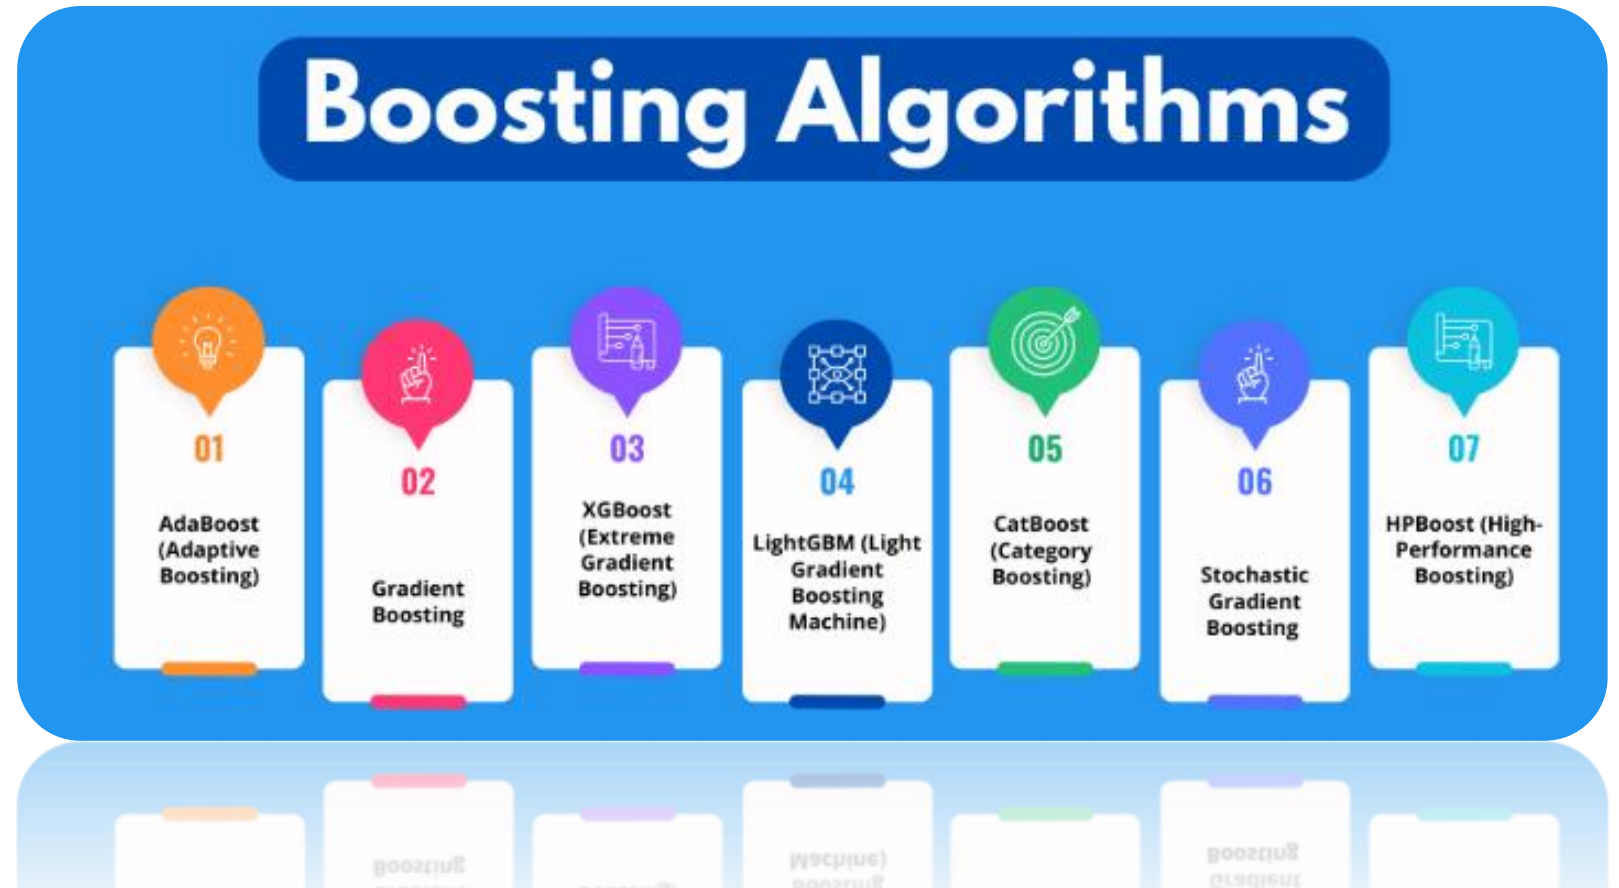 Boosting Algorithms
01
AdaBoost
(Adaptive
Boosting)
02
Gradient
Boosting
03
XGBoost
(Extreme
Gradient
Boosting)
04
LightGBM (Light
Gradient
Boosting
Machine)
05
CatBoost
(Category
Boosting)
06
Stochastic
Gradient
Boosting
07
HPBoost (High-
Performance
Boosting)